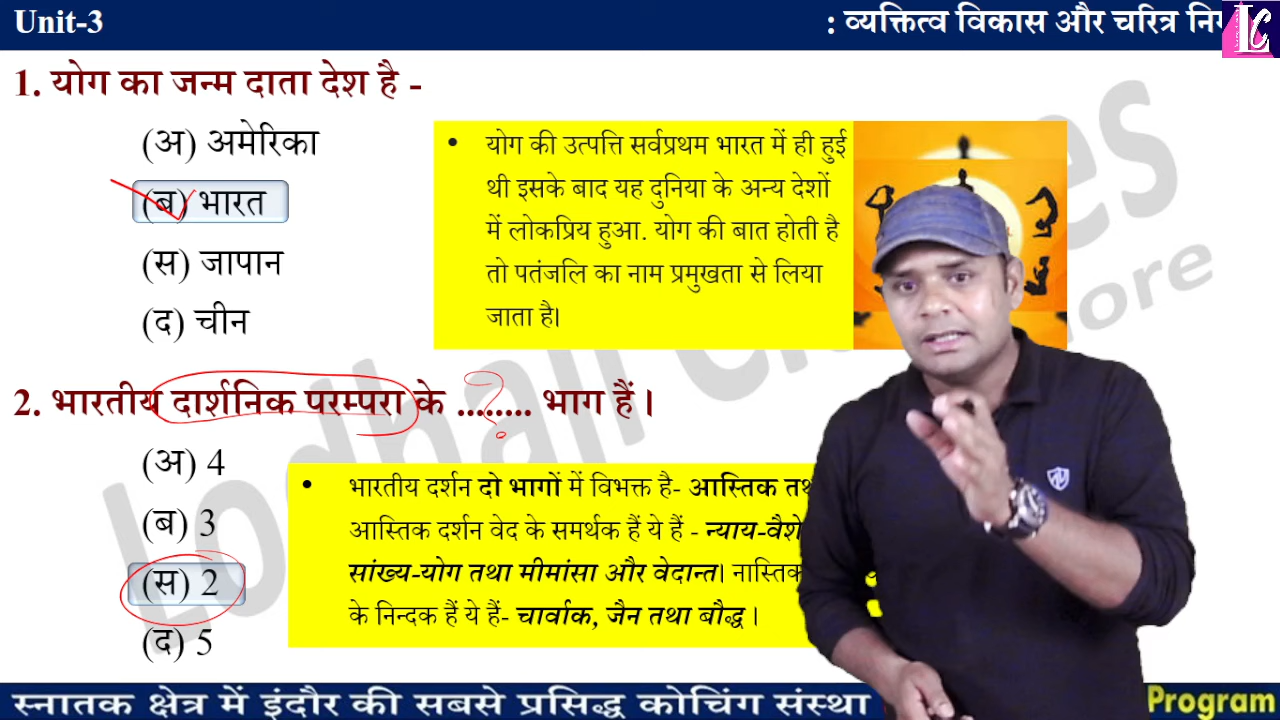 Unit-3 : व्यक्तित्व विकास और चरित्र
LC
1. योग का जन्म दाता देश है -
(अ) अमेरिका
(ब) भारत
(स) जापान
(द) चीन
• योग की उत्पत्ति सर्वप्रथम भारत में ही हुई
थी इसके बाद यह दुनिया के अन्य देशों
में लोकप्रिय हुआ. योग की बात होती है
तो पतंजलि का नाम प्रमुखता से लिया
जाता है।
2. भारतीय दार्शनिक परम्परा के ........ भाग हैं।
?
(अ) 4
(ब) 3
(स) 2
(द) 5
• भारतीय दर्शन दो भागों में विभक्त है- आस्तिक
आस्तिक दर्शन वेद के समर्थक हैं ये हैं - न्याय-
सांख्य-योग तथा मीमांसा और वेदान्त। नास्तिक
के निन्दक हैं ये हैं- चार्वाक, जैन तथा बौद्ध।
स्नातक क्षेत्र में इंदौर की सबसे प्रसिद्ध कोचिंग संस्था Program